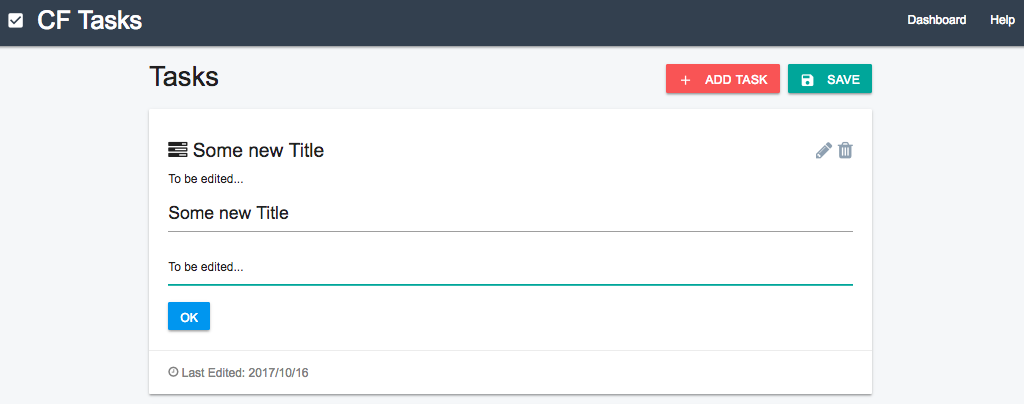 CF Tasks
Dashboard
Help
Tasks
ADD TASK
SAVE
Some new Title
To be edited...
Some new Title
To be edited...
OK
Last Edited: 2017/10/16